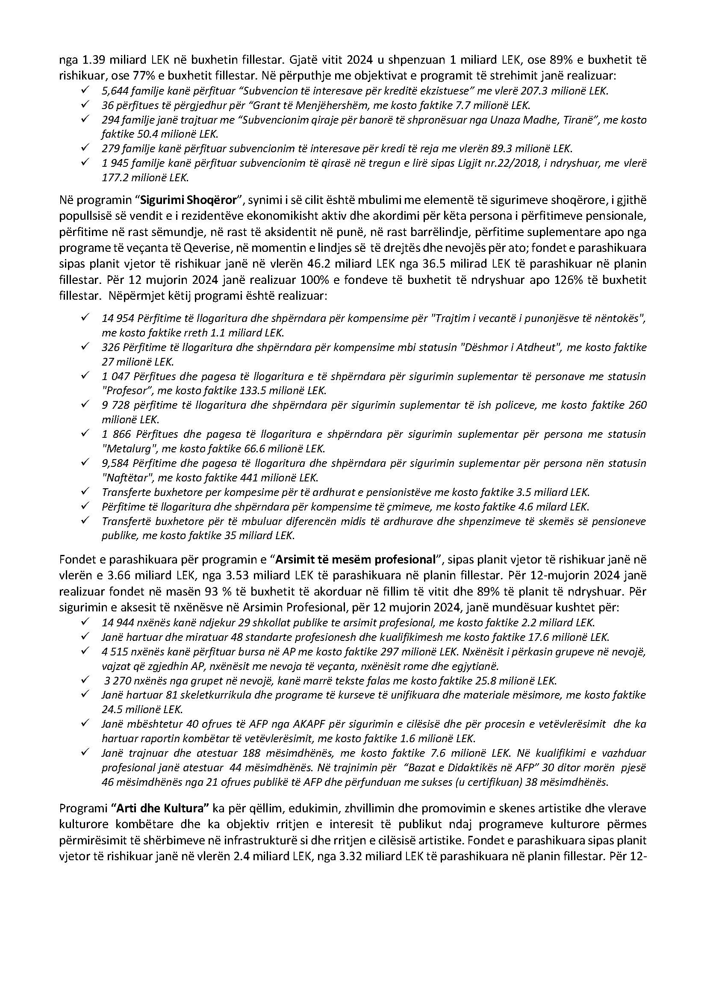 nga 1.39 miliard LEK në buxhetin fillestar. Gjatë vitit 2024 u shpenzuan 1 miliard LEK, ose 89% e buxhetit të
rishikuar, ose 77% e buxhetit fillestar. Në përputhje me objektivat e programit të strehimit janë realizuar:
✓ 5,644 familje kanë përfituar “Subvencion të interesave për kreditë ekzistuese” me vlerë 207.3 milionë LEK.
✓ 36 përfitues të përgjedhur për “Grant të Menjëhershëm, me kosto faktike 7.7 milionë LEK.
✓ 294 familje janë trajtuar me “Subvencionim qiraje për banorë të shpronësuar nga Unaza Madhe, Tiranë”, me kosto
faktike 50.4 milionë LEK.
✓ 279 familje kanë përfituar subvencionim të interesave për kredi të reja me vlerën 89.3 milionë LEK.
✓ 1 945 familje kanë përfituar subvencionim të qirasë në tregun e lirë sipas Ligjit nr.22/2018, i ndryshuar, me vlerë
177.2 milionë LEK.
Në programin “Sigurimi Shoqëror”, synimi i së cilit është mbulimi me elementë të sigurimeve shoqërore, i gjithë
popullsisë së vendit e i rezidentëve ekonomikisht aktiv dhe akordimi për këta persona i përfitimeve pensionale,
përfitime në rast sëmundje, në rast të aksidentit në punë, në rast barrëlindje, përfitime suplementare apo nga
programe të veçanta të Qeverise, në momentin e lindjes së të drejtës dhe nevojës për ato; fondet e parashikuara
sipas planit vjetor të rishikuar janë në vlerën 46.2 miliard LEK nga 36.5 milirad LEK të parashikuar në planin
fillestar. Për 12 mujorin 2024 janë realizuar 100% e fondeve të buxhetit të ndryshuar apo 126% të buxhetit
fillestar.  Nëpërmjet këtij programi është realizuar:
✓ 14 954 Përfitime të llogaritura dhe shpërndara për kompensime për "Trajtim i vecantë i punonjësve të nëntokës",
me kosto faktike rreth 1.1 miliard LEK.
✓ 326 Përfitime të llogaritura dhe shpërndara për kompensime mbi statusin "Dëshmor i Atdheut", me kosto faktike
27 milionë LEK.
✓ 1 047 Përfitues dhe pagesa të llogaritura e të shpërndara për sigurimin suplementar të personave me statusin
"Profesor”, me kosto faktike 133.5 milionë LEK.
✓ 9 728 përfitime të llogaritura dhe shpërndara për sigurimin suplementar të ish policeve, me kosto faktike 260
milionë LEK.
✓ 1 866 Përfitues dhe pagesa të llogaritura e shpërndara për sigurimin suplementar për persona me statusin
"Metalurg", me kosto faktike 66.6 milionë LEK.
✓ 9,584 Përfitime dhe pagesa të llogaritura dhe shpërndara për sigurimin suplementar për persona nën statusin
"Naftëtar", me kosto faktike 441 milionë LEK.
✓ Transferte buxhetore per kompesime për të ardhurat e pensionistëve me kosto faktike 3.5 miliard LEK.
✓ Përfitime të llogaritura dhe shpërndara për kompensime të çmimeve, me kosto faktike 4.6 milard LEK.
✓ Transfertë buxhetore për të mbuluar diferencën midis të ardhurave dhe shpenzimeve të skemës së pensioneve
publike, me kosto faktike 35 miliard LEK.
Fondet e parashikuara për programin e “Arsimit të mesëm profesional”, sipas planit vjetor të rishikuar janë në
vlerën e 3.66 miliard LEK, nga 3.53 miliard LEK të parashikuara në planin fillestar. Për 12-mujorin 2024 janë
realizuar fondet në masën 93 % të buxhetit të akorduar në fillim të vitit dhe 89% të planit të ndryshuar. Për
sigurimin e aksesit të nxënësve në Arsimin Profesional, për 12 mujorin 2024, janë mundësuar kushtet për:
✓ 14 944 nxënës kanë ndjekur 29 shkollat publike te arsimit profesional, me kosto faktike 2.2 miliard LEK.
✓ Janë hartuar dhe miratuar 48 standarte profesionesh dhe kualifikimesh me kosto faktike 17.6 milionë LEK.
✓ 4 515 nxënës kanë përfituar bursa në AP me kosto faktike 297 milionë LEK. Nxënësit i përkasin grupeve në nevojë,
vajzat që zgjedhin AP, nxënësit me nevoja të veçanta, nxënësit rome dhe egjytianë.
✓ 3 270 nxënës nga grupet në nevojë, kanë marrë tekste falas me kosto faktike 25.8 milionë LEK.
✓ Janë hartuar 81 skeletkurrikula dhe programe të kurseve të unifikuara dhe materiale mësimore, me kosto faktike
24.5 milionë LEK.
✓ Janë mbështetur 40 ofrues të AFP nga AKAPF për sigurimin e cilësisë dhe për procesin e vetëvlerësimit  dhe ka
hartuar raportin kombëtar të vetëvlerësimit, me kosto faktike 1.6 milionë LEK.
✓ Janë trajnuar dhe atestuar 188 mësimdhënës, me kosto faktike 7.6 milionë LEK. Në kualifikimi e vazhduar
profesional janë atestuar  44 mësimdhënës. Në trajnimin për  “Bazat e Didaktikës në AFP” 30 ditor morën  pjesë
46 mësimdhënës nga 21 ofrues publikë të AFP dhe përfunduan me sukses (u certifikuan) 38 mësimdhënës.
Programi “Arti dhe Kultura” ka për qëllim, edukimin, zhvillimin dhe promovimin e skenes artistike dhe vlerave
kulturore kombëtare dhe ka objektiv rritjen e interesit të publikut ndaj programeve kulturore përmes
përmirësimit të shërbimeve në infrastrukturë si dhe rritjen e cilësisë artistike. Fondet e parashikuara sipas planit
vjetor të rishikuar janë në vlerën 2.4 miliard LEK, nga 3.32 miliard LEK të parashikuara në planin fillestar. Për 12-